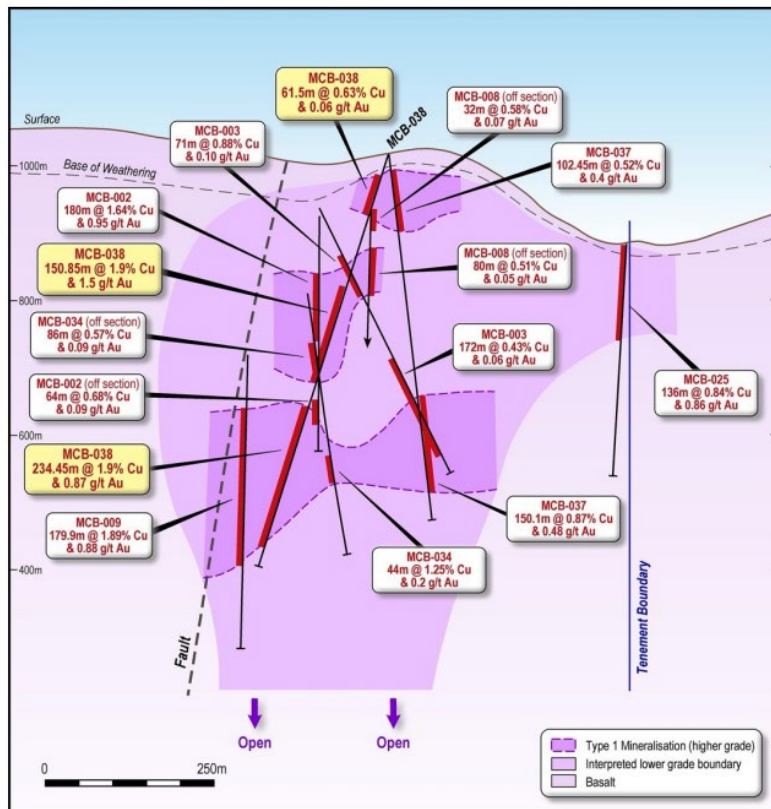 MCB-038
61.5m @ 0.63% Cu
& 0.06 g/t Au
MCB-008 (off section)
32m @ 0.58% Cu
& 0.07 g/t Au
MCB-038
Surface
MCB-003
71m @ 0.88% Cu
& 0.10 g/t Au
MCB-037
102.45m @ 0.52% Cu
& 0.4 g/t Au
1000m
Base of Weathering
MCB-002
180m @ 1.64% Cu
& 0.95 g/t Au
MCB-038
150.85m @ 1.9% Cu
& 1.5 g/t Au
MCB-008 (off section)
80m @ 0.51% Cu
& 0.05 g/t Au
800m
MCB-034 (off section)
86m @ 0.57% Cu
& 0.09 g/t Au
MCB-003
172m @ 0.43% Cu
& 0.06 g/t Au
MCB-002 (off section)
64m @ 0.68% Cu
& 0.09 g/t Au
MCB-025
136m @ 0.84% Cu
& 0.86 g/t Au
600m
MCB-038
234.45m @ 1.9% Cu
& 0.87 g/t Au
MCB-037
150.1m @ 0.87% Cu
& 0.48 g/t Au
MCB-009
179.9m @ 1.89% Cu
& 0.88 g/t Au
MCB-034
44m @ 1.25% Cu
& 0.2 g/t Au
400m
Fault
Tenement Boundary
Open
Open
0
250m
Type 1 Mineralisation (higher grade)
Interpreted lower grade boundary
Basalt